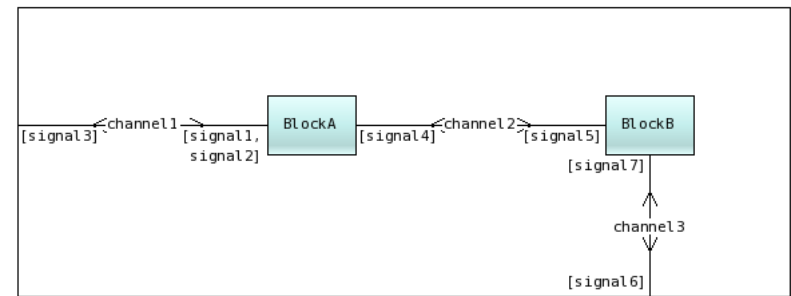 channel1
BlockA
channel2
BlockB
[signal3]
[signal1,
signal2]
[signal4]
[signal5]
[signal7]
channel3
[signal6]